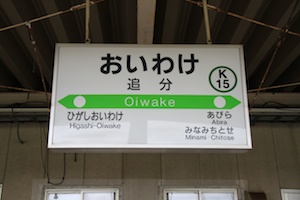 おいわけ
追分
K
15
Oiwake
ひがしおいわけ
Higashi-Oiwake
あびら
Abira
みなみちとせ
Minami-Chitose